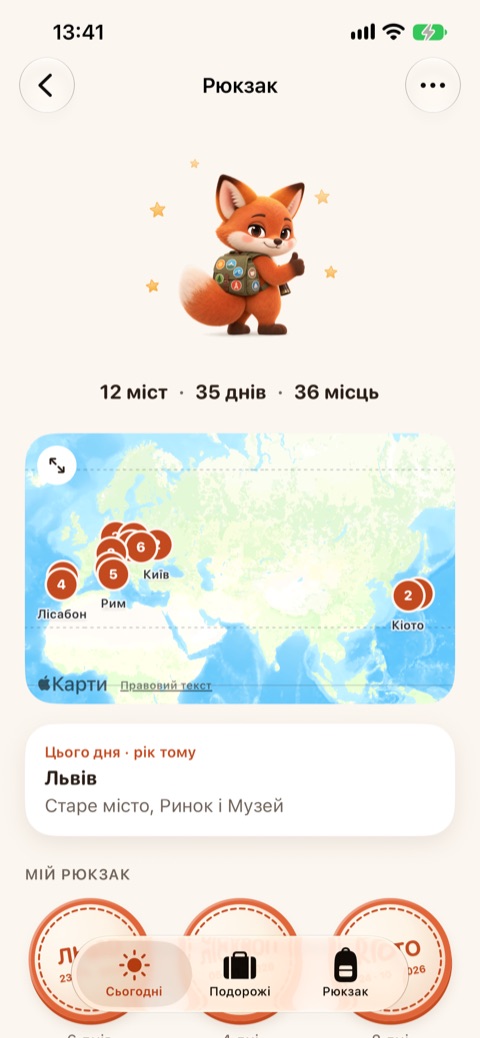 13:41
Рюкзак
12 міст · 35 днів · 36 місць
6
4
5
2
Київ
Рим
Лісабон
Кіото
Карти
Правовий текст
Цього дня · рік тому
Львів
Старе місто, Ринок і Музей
МІЙ РЮКЗАК
Сьогодні
Подорожі
Рюкзак